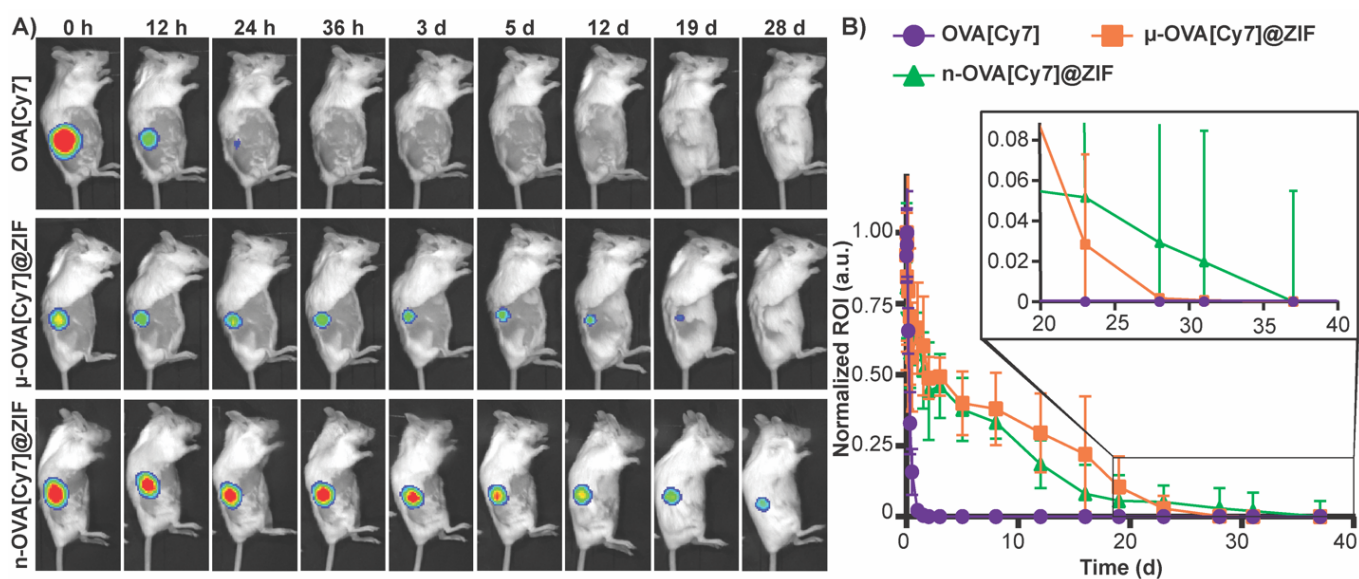 A)
0 h 12 h 24 h 36 h 3 d 5 d 12 d 19 d 28 d
OVA[Cy7]
μ-OVA[Cy7]@ZIF
n-OVA[Cy7]@ZIF
B)
OVA[Cy7] μ-OVA[Cy7]@ZIF
n-OVA[Cy7]@ZIF
Normalized ROI (a.u.)
1.00
0.75
0.50
0.25
0
0 10 20 30 40
Time (d)
0.08
0.06
0.04
0.02
0
20 25 30 35 40